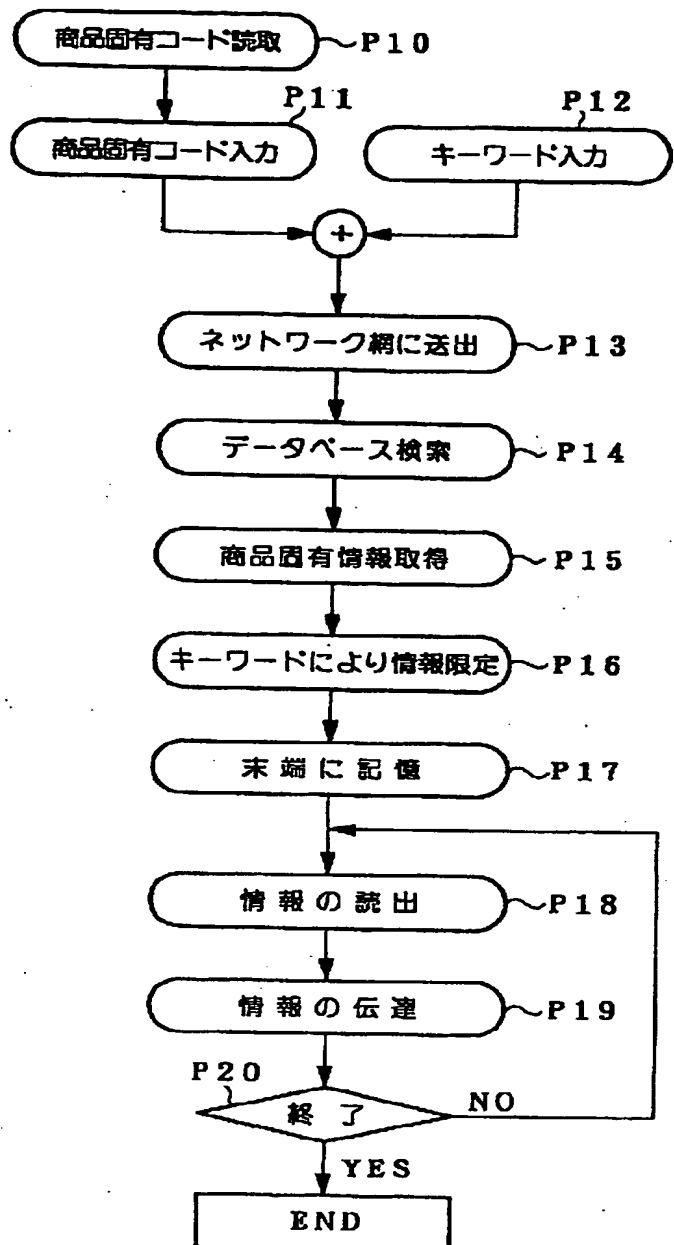 商品固有コード読取 P10
P11 P12
商品固有コード入力 キーワード入力
+
ネットワーク網に送出 P13
データベース検索 P14
商品固有情報取得 P15
キーワードにより情報限定 P16
末端に記憶 P17
情報の読出 P18
情報の伝達 P19
P20
終了 NO
YES
END